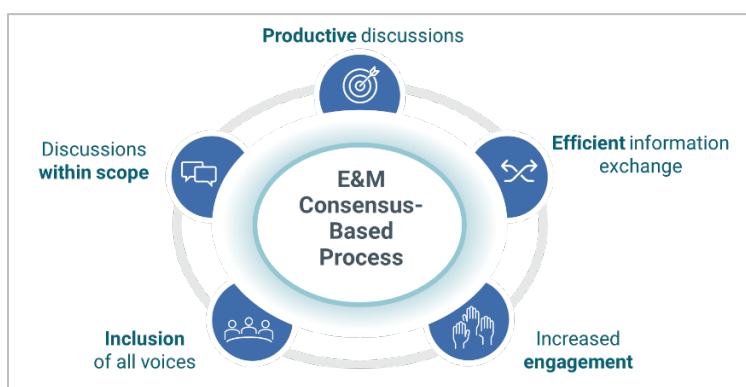 Productive discussions
Discussions
within scope
Efficient information
exchange
E&M
Consensus-
Based
Process
Inclusion
of all voices
Increased
engagement